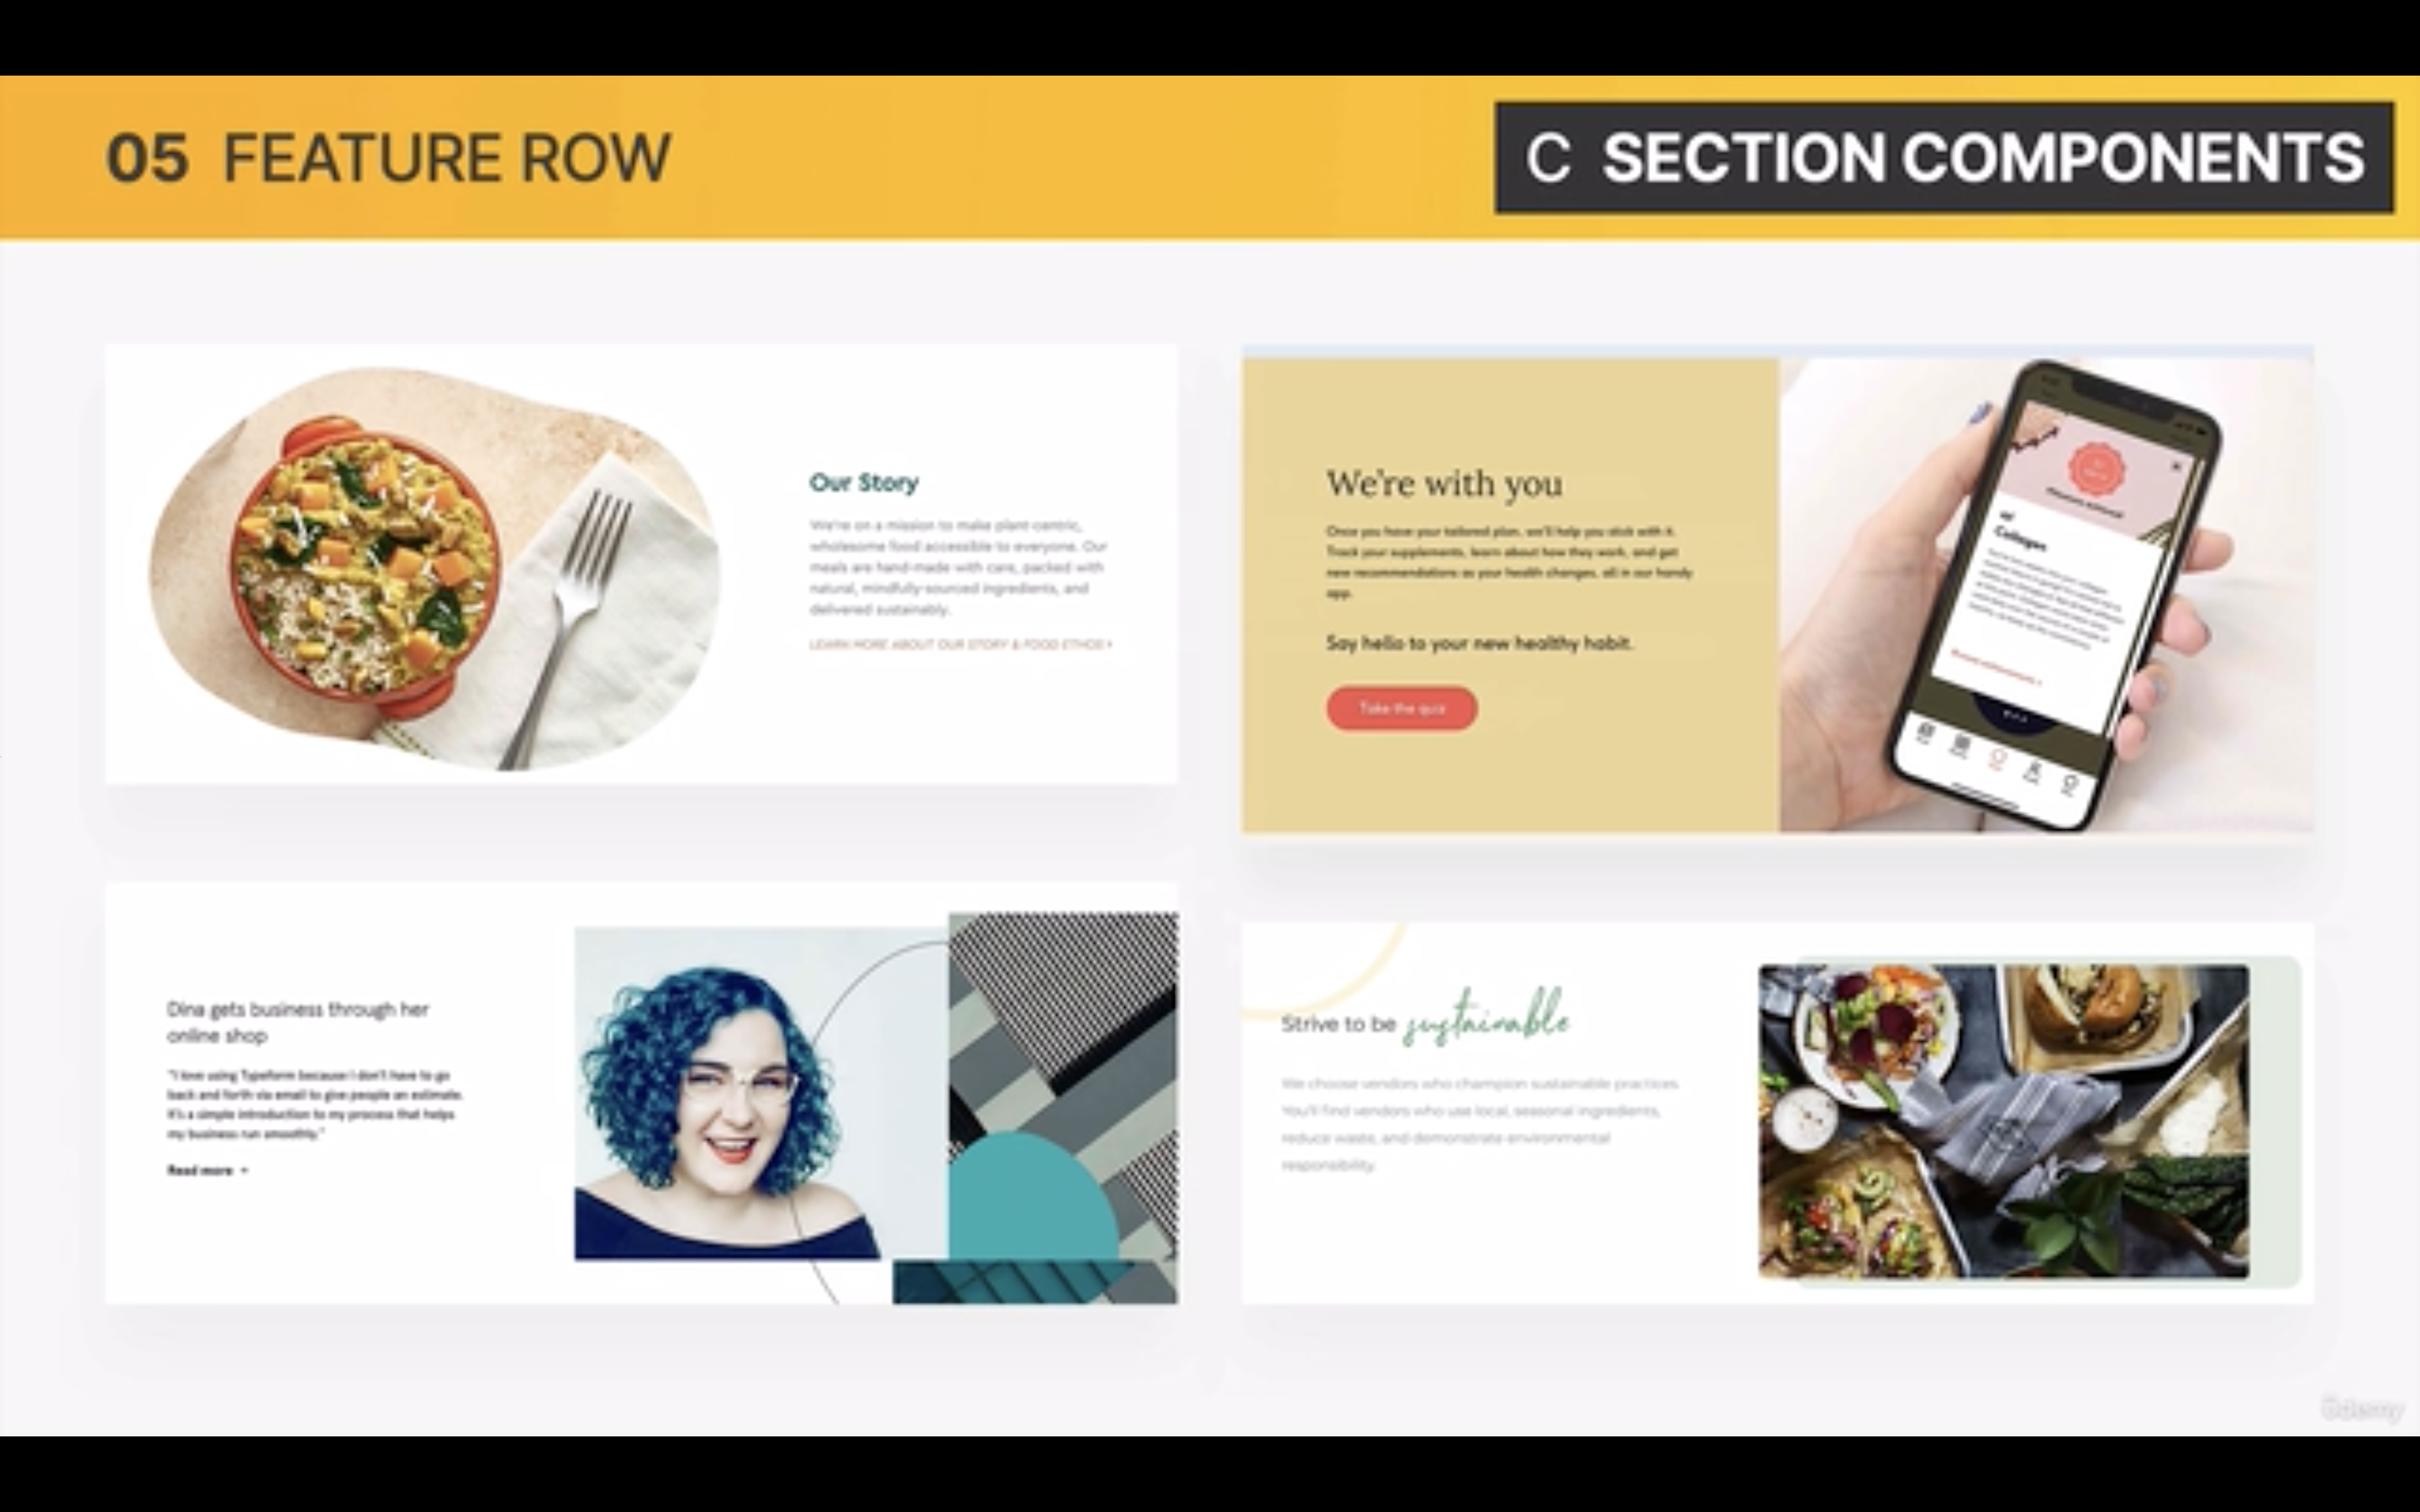 05 FEATURE ROW
C SECTION COMPONENTS
Our Story
We're on a mission to make plant-centric,
wholesome food accessible to everyone. Our
meals are hand-made with care, packed with
natural, mindfully-sourced ingredients, and
delivered sustainably.
LEARN MORE ABOUT OUR STORY & FOOD ETHOS
We're with you
Once you have your tailored plan, we'll help you stick with it.
Track your supplements, learn about how they work, and get
new recommendations as your health changes, all in our handy
app.
Say hello to your new healthy habit.
Take the quiz
Collagen
Dina gets business through her
online shop
"I love using Typeform because I don't have to go
back and forth via email to give people an estimate.
It's a simple introduction to my process that helps
my business run smoothly."
Read more
Strive to be sustainable
We choose vendors who champion sustainable practices.
You'll find vendors who use local, seasonal ingredients,
reduce waste, and demonstrate environmental
responsibility.
Udemy